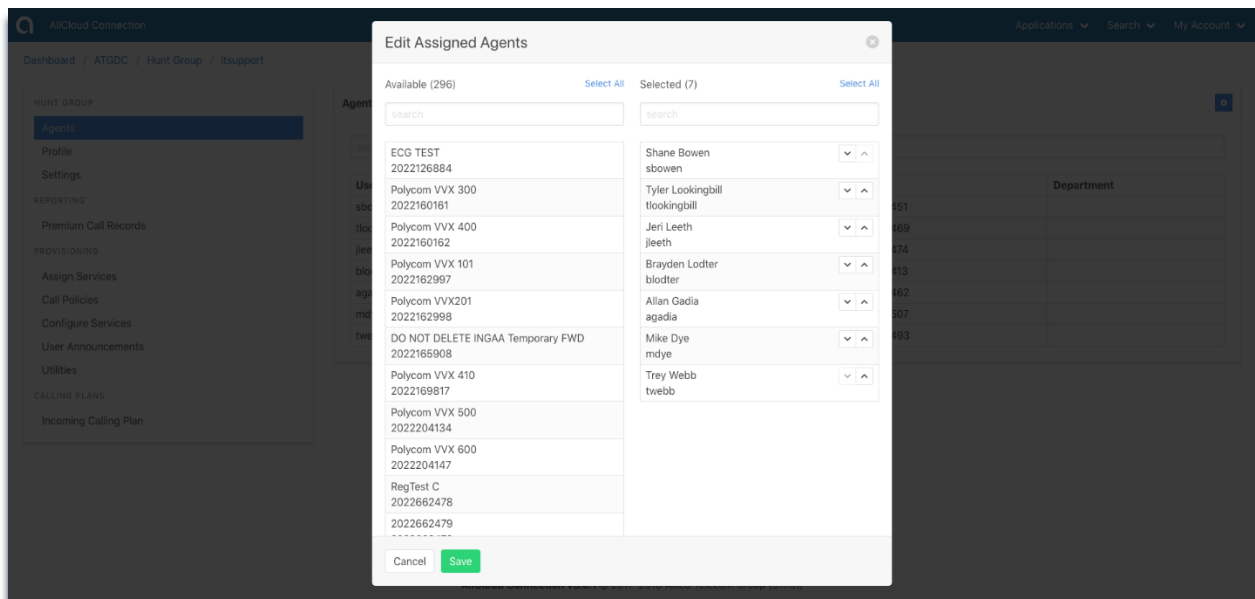 AllCloud Connection
Applications
Search
My Account
Dashboard / ATGDC / Hunt Group / itsupport
HUNT GROUP
Agents
Profile
Settings
REPORTING
Premium Call Records
PROVISIONING
Assign Services
Call Policies
Configure Services
User Announcements
Utilities
CALLING PLANS
Incoming Calling Plan
Edit Assigned Agents
Available (296)
Select All
search
ECG TEST
2022126884
Polycom VVX 300
2022160161
Polycom VVX 400
2022160162
Polycom VVX 101
2022162997
Polycom VVX201
2022162998
DO NOT DELETE INGAA Temporary FWD
2022165908
Polycom VVX 410
2022169817
Polycom VVX 500
2022204134
Polycom VVX 600
2022204147
RegTest C
2022662478
2022662479
Selected (7)
Select All
search
Shane Bowen
sbowen
Tyler Lookingbill
tlookingbill
Jeri Leeth
jleeth
Brayden Lodter
blodter
Allan Gadia
agadia
Mike Dye
mdye
Trey Webb
twebb
Cancel
Save
Department
451
469
474
413
462
507
493